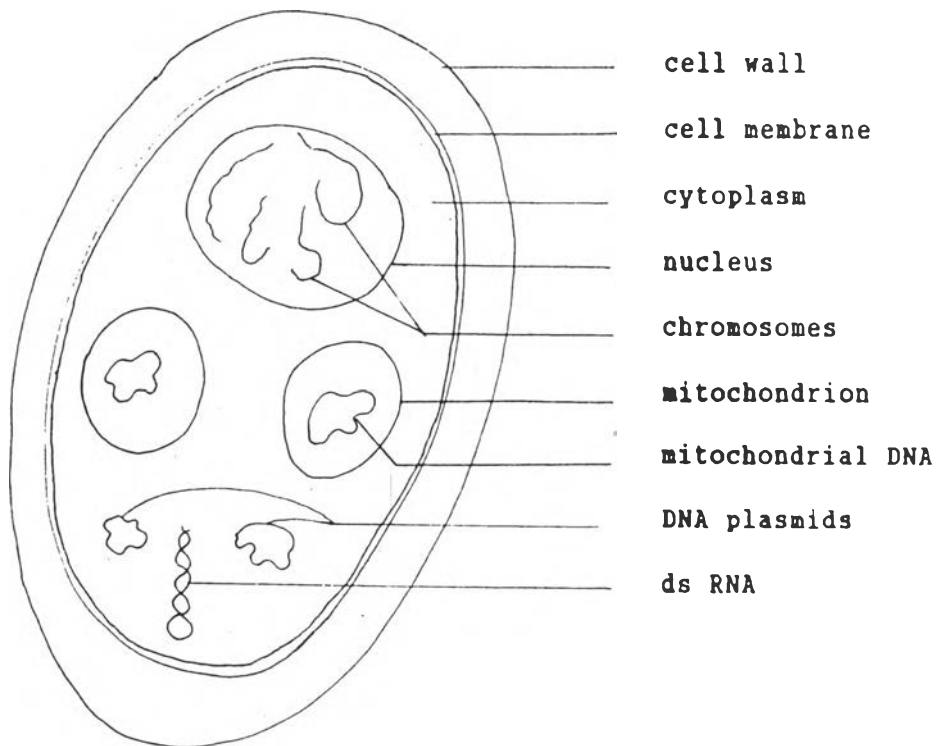 cell wall
cell membrane
cytoplasm
nucleus
chromosomes
mitochondrion
mitochondrial DNA
DNA plasmids
ds RNA